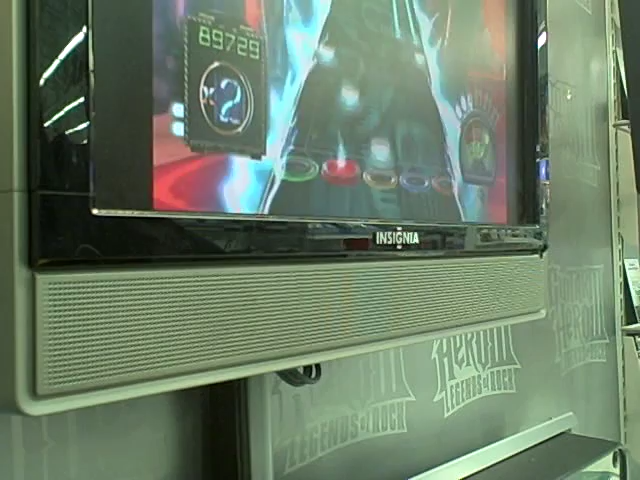 89729
x2
INSIGNIA
HERO III
LEGENDS of ROCK
LEGENDS of ROCK
HERO III